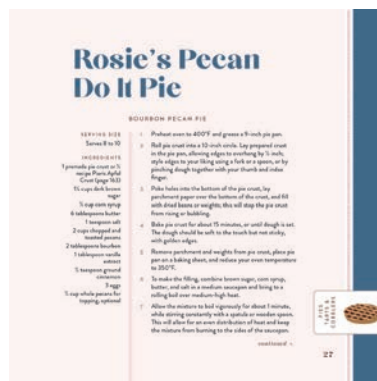 Rosie's Pecan
Do It Pie
BOURBON PECAN PIE
SERVING SIZE
Serves 8 to 10
INGREDIENTS
1 premade pie crust or ½
recipe Pixies Apfel
Crust (page 163)
cups dark brown
sugar
cup corn syrup
6 tablespoons butter
1 teaspoon salt
2 cups chopped and
toasted pecans
2 tablespoons bourbon
1 tablespoon vanilla
extract
½ teaspoon ground
cinnamon
3 eggs
½ cup whole pecans for
topping, optional
1. Preheat oven to 400°F and grease a 9-inch pie pan.
2. Roll pie crust into a 12-inch circle. Lay prepared crust
in the pie pan, allowing edges to overhang by ½ inch;
style edges to your liking using a fork or a spoon, or by
pinching dough together with your thumb and index
finger.
3. Poke holes into the bottom of the pie crust, lay
parchment paper over the bottom of the crust, and fill
with dried beans or weights; this will stop the pie crust
from rising or bubbling.
4. Bake pie crust for about 15 minutes, or until dough is set.
The dough should be soft to the touch but not sticky,
with golden edges.
5. Remove parchment and weights from pie crust, place pie
pan on a baking sheet, and reduce your oven temperature
to 350°F.
6. To make the filling, combine brown sugar, corn syrup,
butter, and salt in a medium saucepan and bring to a
rolling boil over medium-high heat.
7. Allow the mixture to boil vigorously for about 1 minute,
while stirring constantly with a spatula or wooden spoon.
This will allow for an even distribution of heat and keep
the mixture from burning to the sides of the saucepan.
continued
PIES
TARTS &
COBBLERS
27